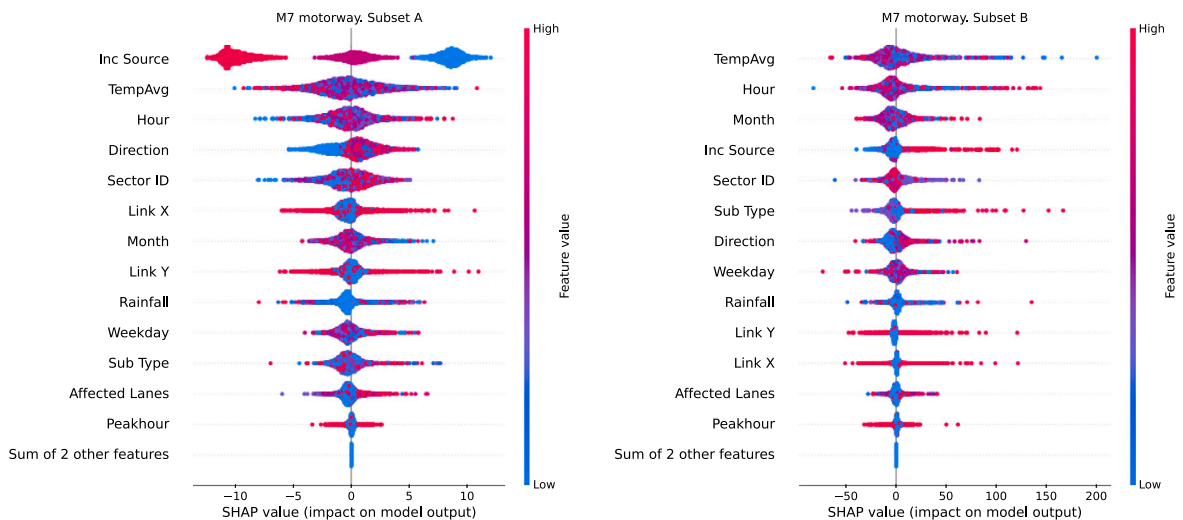 M7 motorway. Subset A
High
Inc Source
TempAvg
Hour
Direction
Sector ID
Link X
Month
Link Y
Rainfall
Weekday
Sub Type
Affected Lanes
Peakhour
Sum of 2 other features
Low
Feature value
−10 −5 0 5 10
SHAP value (impact on model output)
M7 motorway. Subset B
High
TempAvg
Hour
Month
Inc Source
Sector ID
Sub Type
Direction
Weekday
Rainfall
Link Y
Link X
Affected Lanes
Peakhour
Sum of 2 other features
Low
Feature value
−50 0 50 100 150 200
SHAP value (impact on model output)